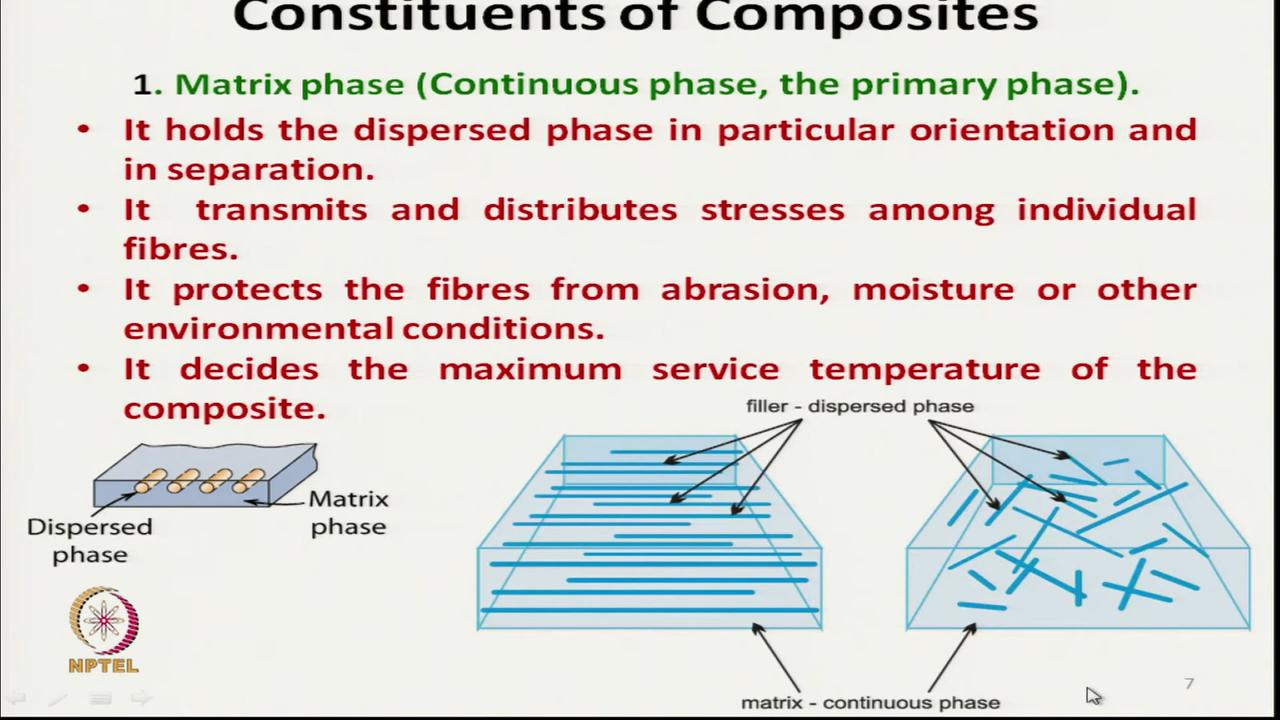 Constituents of Composites
1. Matrix phase (Continuous phase, the primary phase).
• It holds the dispersed phase in particular orientation and
in separation.
• It transmits and distributes stresses among individual
fibres.
• It protects the fibres from abrasion, moisture or other
environmental conditions.
• It decides the maximum service temperature of the
composite.
filler - dispersed phase
Matrix
phase
Dispersed
phase
NPTEL
7
matrix - continuous phase